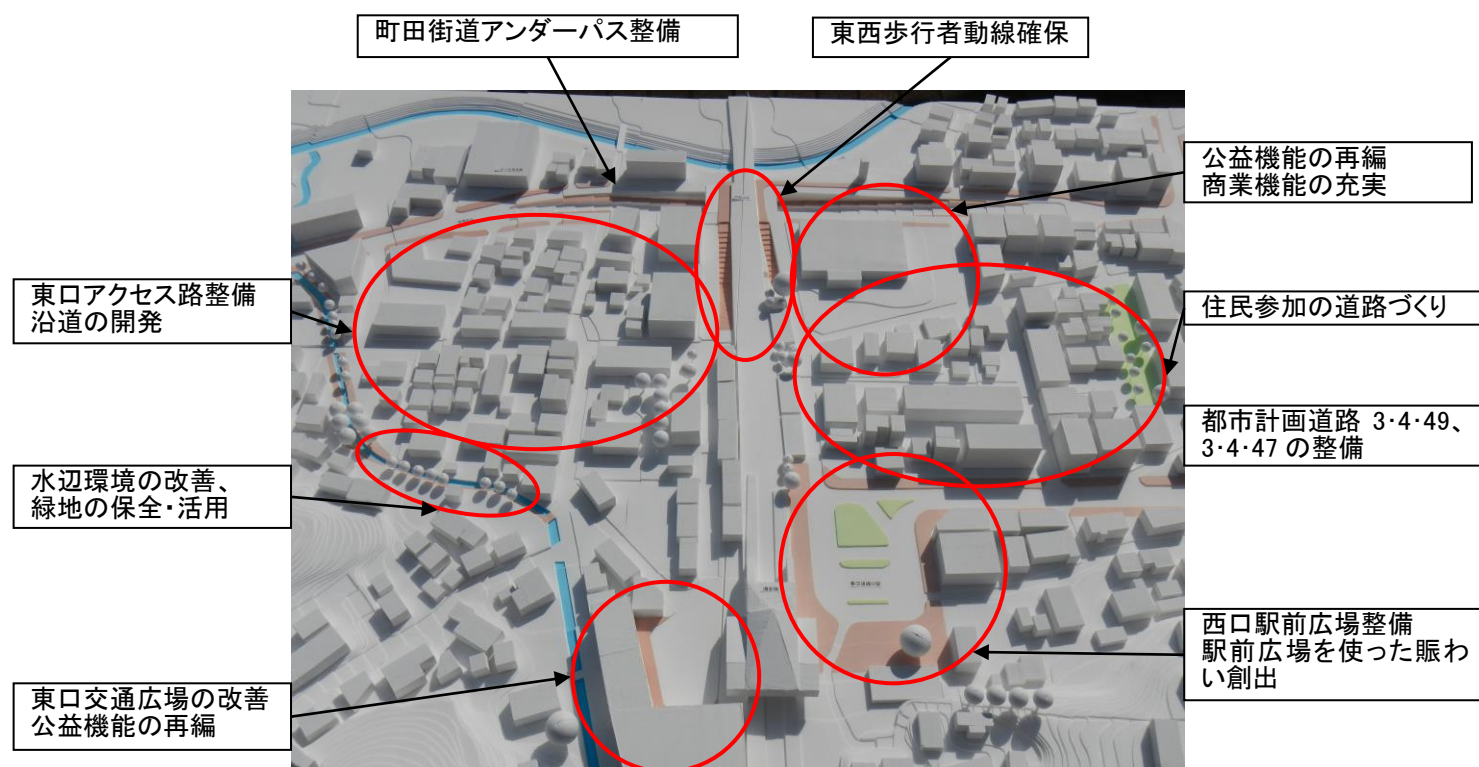 町田街道アンダーパス整備
東西歩行者動線確保
公益機能の再編
商業機能の充実
東口アクセス路整備
沿道の開発
住民参加の道路づくり
都市計画道路 3・4・49、
3・4・47 の整備
水辺環境の改善、
緑地の保全・活用
西口駅前広場整備
駅前広場を使った賑わ
い創出
東口交通広場の改善
公益機能の再編